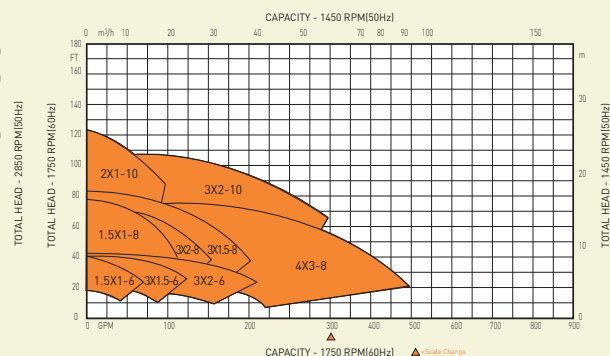 CAPACITY - 1450 RPM(50Hz)
0 m³/h 10 20 30 40 50 70 80 90 100 150
180
FT
160
140
120
100
80
60
40
20
0
m
30
20
10
0
TOTAL HEAD - 2850 RPM(50Hz)
TOTAL HEAD - 1750 RPM(60Hz)
TOTAL HEAD - 1450 RPM(50Hz)
2X1-10
3X2-10
1.5X1-8
3X2-8
3X1.5-8
4X3-8
1.5X1-6
3X1.5-6
3X2-6
0 GPM 100 200 300 400 500 600 700 800 900
CAPACITY - 1750 RPM(60Hz)
=Scale Change